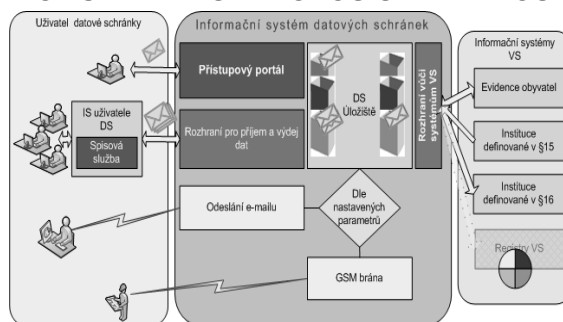 Uživatel datové schránky
Informační systém datových schránek
Informační systémy
VS
Přístupový portál
DS
Úložiště
Rozhraní vůči
systémům VS
Evidence obyvatel
IS uživatele
DS
Spisová
služba
Rozhraní pro příjem a výdej
dat
Instituce
definované v §15
Instituce
definované v §16
Odeslání e-mailu
Dle
nastavených
parametrů
Registry VS
GSM brána